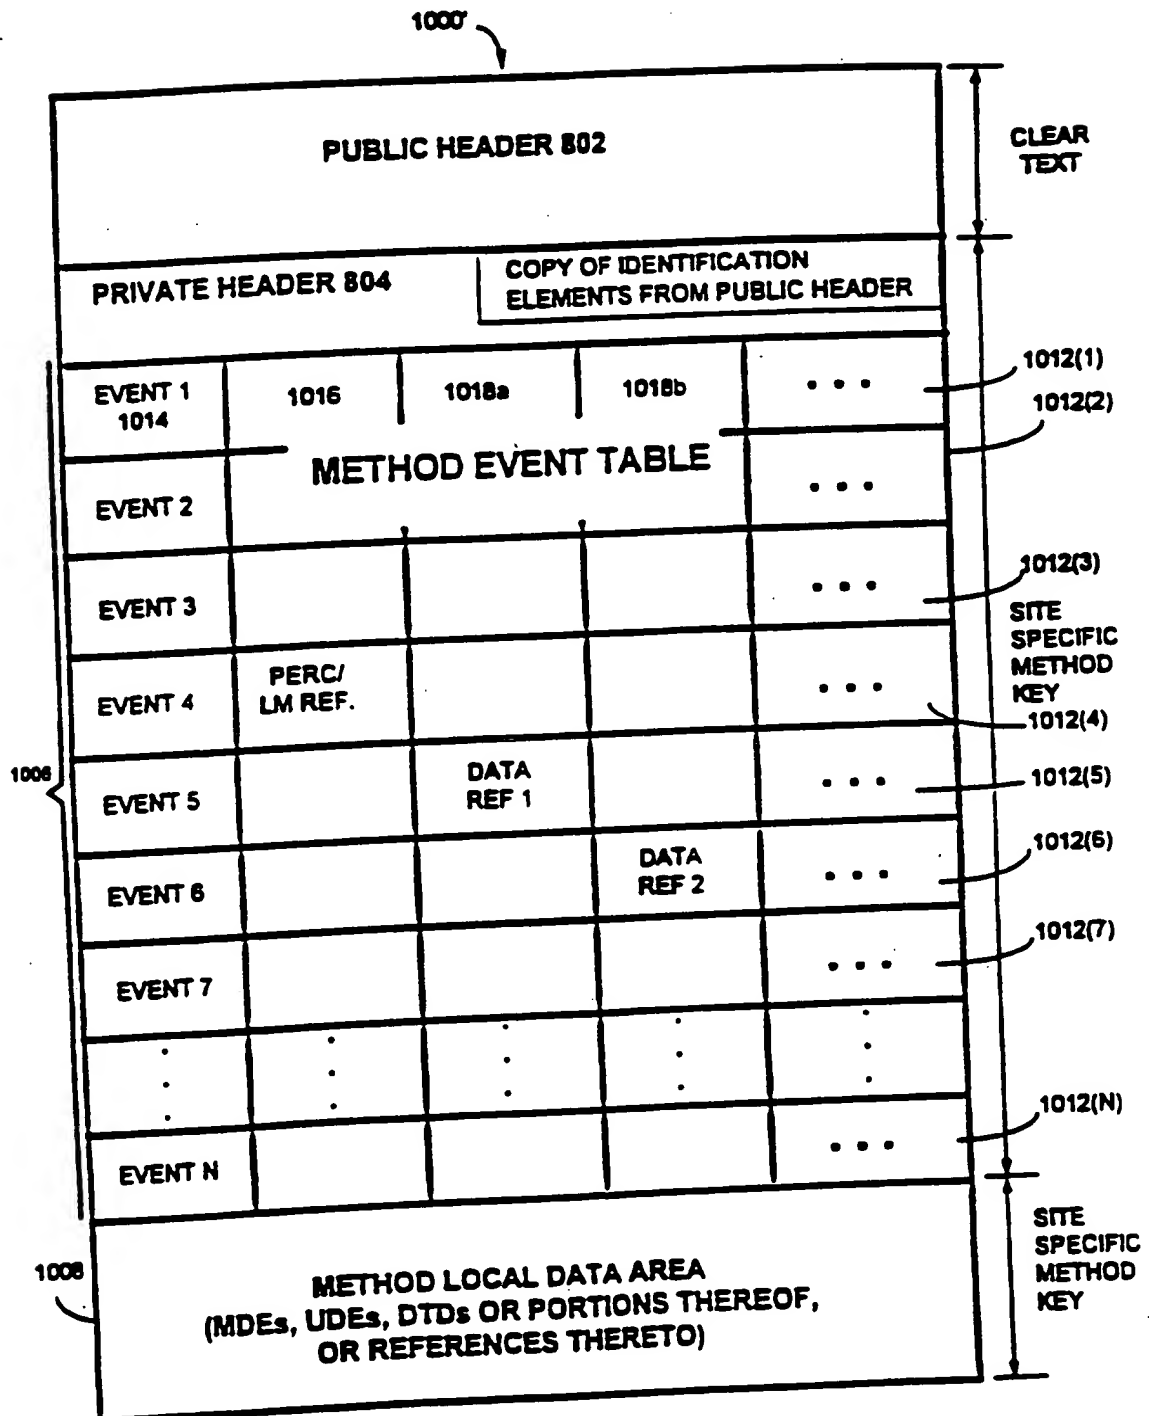 1000'
PUBLIC HEADER 802
CLEAR
TEXT
PRIVATE HEADER 804
COPY OF IDENTIFICATION
ELEMENTS FROM PUBLIC HEADER
EVENT 1
1014
1016
1018a
1018b
• • •
1012(1)
1012(2)
METHOD EVENT TABLE
EVENT 2
• • •
EVENT 3
• • •
1012(3)
SITE
SPECIFIC
METHOD
KEY
EVENT 4
PERC/
LM REF.
• • •
1012(4)
1006
EVENT 5
DATA
REF 1
• • •
1012(5)
EVENT 6
DATA
REF 2
• • •
1012(6)
EVENT 7
• • •
1012(7)
EVENT N
• • •
1012(N)
1008
METHOD LOCAL DATA AREA
(MDEs, UDEs, DTDs OR PORTIONS THEREOF,
OR REFERENCES THERETO)
SITE
SPECIFIC
METHOD
KEY